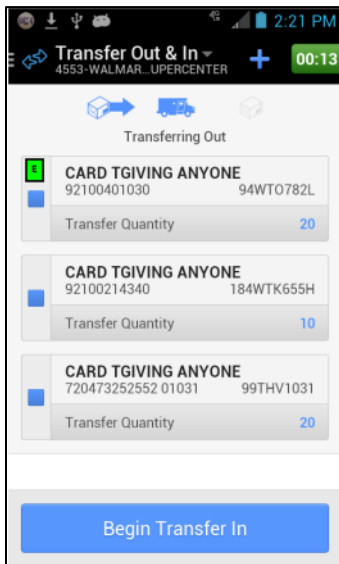 4G 2:21 PM
Transfer Out & In
4553-WALMAR...UPERCENTER
00:13
Transferring Out
E
CARD TGIVING ANYONE
92100401030 94WTO782L
Transfer Quantity 20
CARD TGIVING ANYONE
92100214340 184WTK655H
Transfer Quantity 10
CARD TGIVING ANYONE
720473252552 01031 99THV1031
Transfer Quantity 20
Begin Transfer In